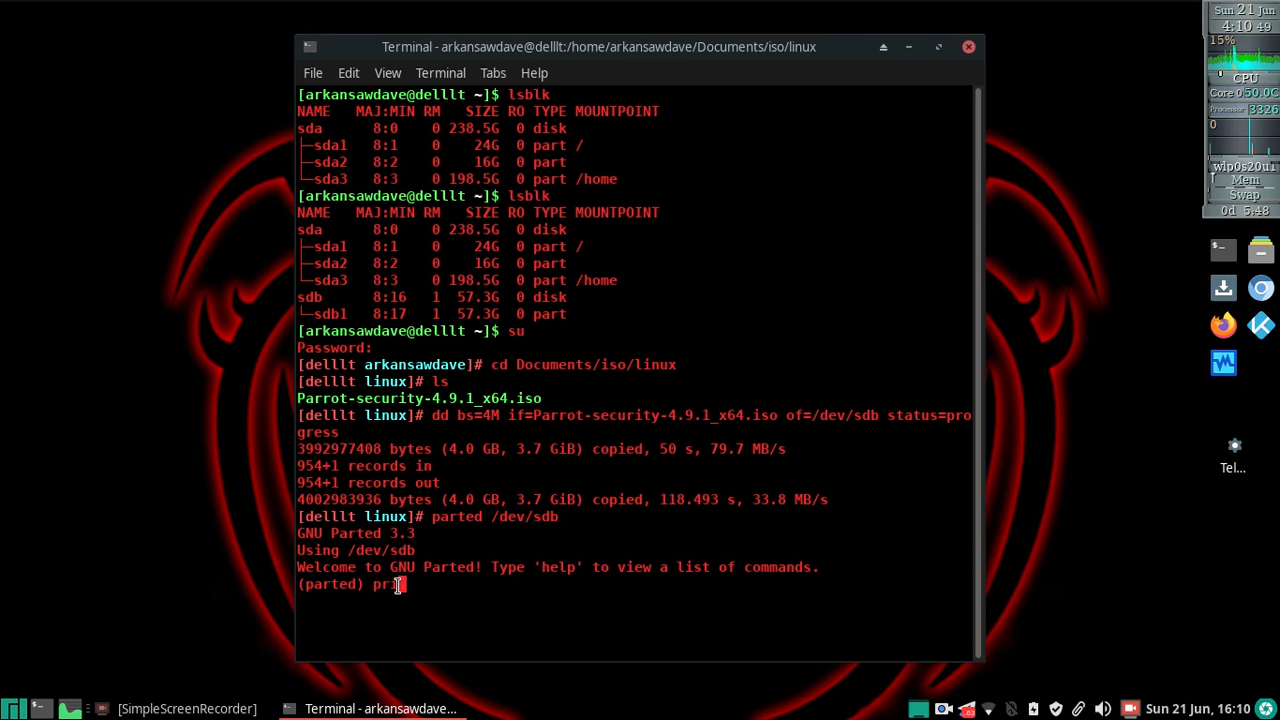 Terminal - arkansawdave@delllt:/home/arkansawdave/Documents/iso/linux
File Edit View Terminal Tabs Help
[arkansawdave@delllt ~]$ lsblk
NAME   MAJ:MIN RM   SIZE RO TYPE MOUNTPOINT
sda      8:0    0 238.5G  0 disk
├─sda1   8:1    0    24G  0 part /
├─sda2   8:2    0    16G  0 part
└─sda3   8:3    0 198.5G  0 part /home
[arkansawdave@delllt ~]$ lsblk
NAME   MAJ:MIN RM   SIZE RO TYPE MOUNTPOINT
sda      8:0    0 238.5G  0 disk
├─sda1   8:1    0    24G  0 part /
├─sda2   8:2    0    16G  0 part
└─sda3   8:3    0 198.5G  0 part /home
sdb      8:16   1  57.3G  0 disk
└─sdb1   8:17   1  57.3G  0 part
[arkansawdave@delllt ~]$ su
Password:
[delllt arkansawdave]# cd Documents/iso/linux
[delllt linux]# ls
Parrot-security-4.9.1_x64.iso
[delllt linux]# dd bs=4M if=Parrot-security-4.9.1_x64.iso of=/dev/sdb status=pro
gress
3992977408 bytes (4.0 GB, 3.7 GiB) copied, 50 s, 79.7 MB/s
954+1 records in
954+1 records out
4002983936 bytes (4.0 GB, 3.7 GiB) copied, 118.493 s, 33.8 MB/s
[delllt linux]# parted /dev/sdb
GNU Parted 3.3
Using /dev/sdb
Welcome to GNU Parted! Type 'help' to view a list of commands.
(parted) pri
Sun 21 Jun
4:10 49
15%
CPU
Core 0 50.0C
Processor 3326
0
wlp0s20u1
Mem
Swap
0d 5:48
Tel...
[SimpleScreenRecorder]
Terminal - arkansawdave...
63
Sun 21 Jun, 16:10